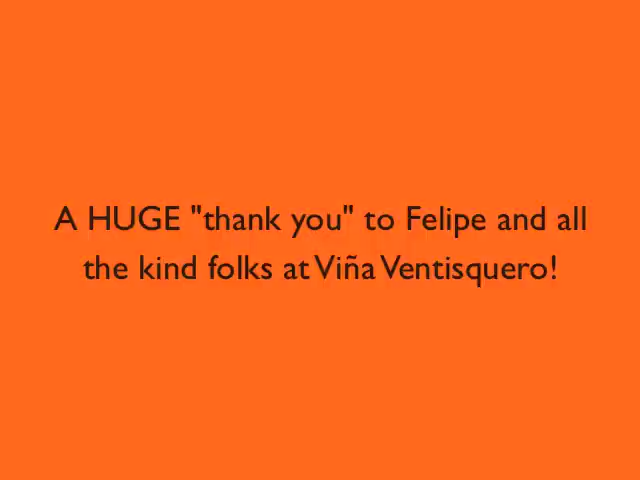 A HUGE "thank you" to Felipe and all
the kind folks at Viña Ventisquero!